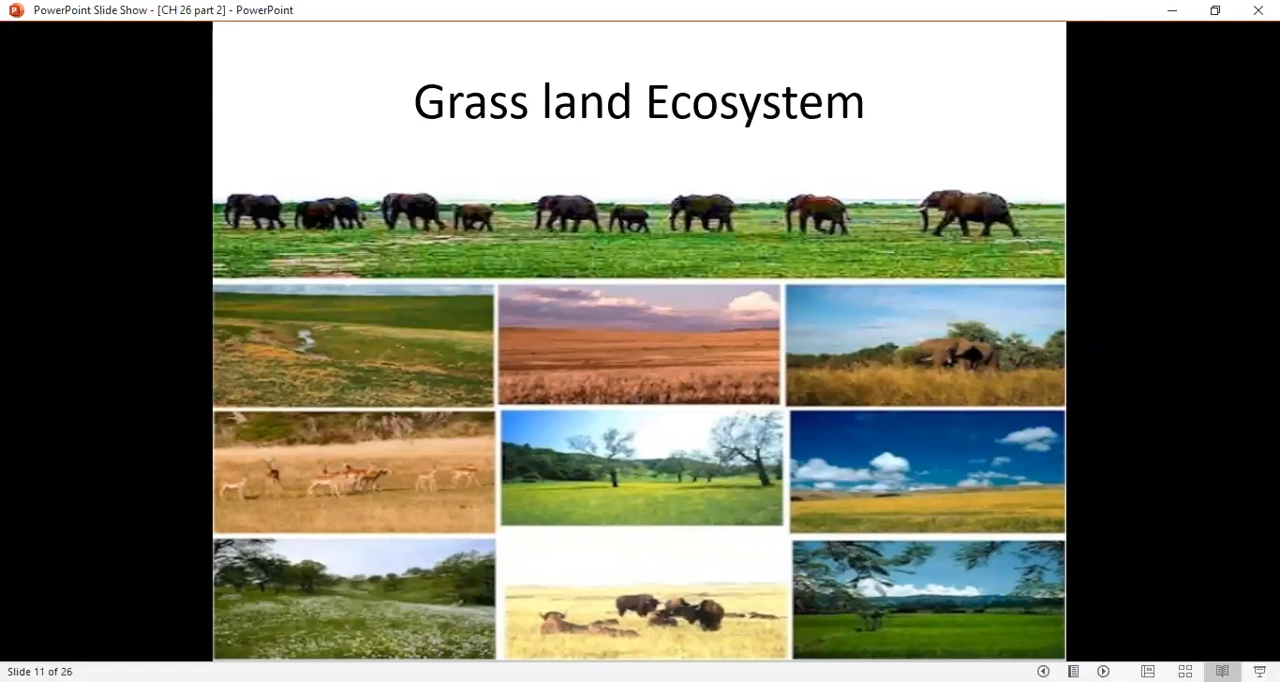 PowerPoint Slide Show - [CH 26 part 2] - PowerPoint
Grass land Ecosystem
Slide 11 of 26